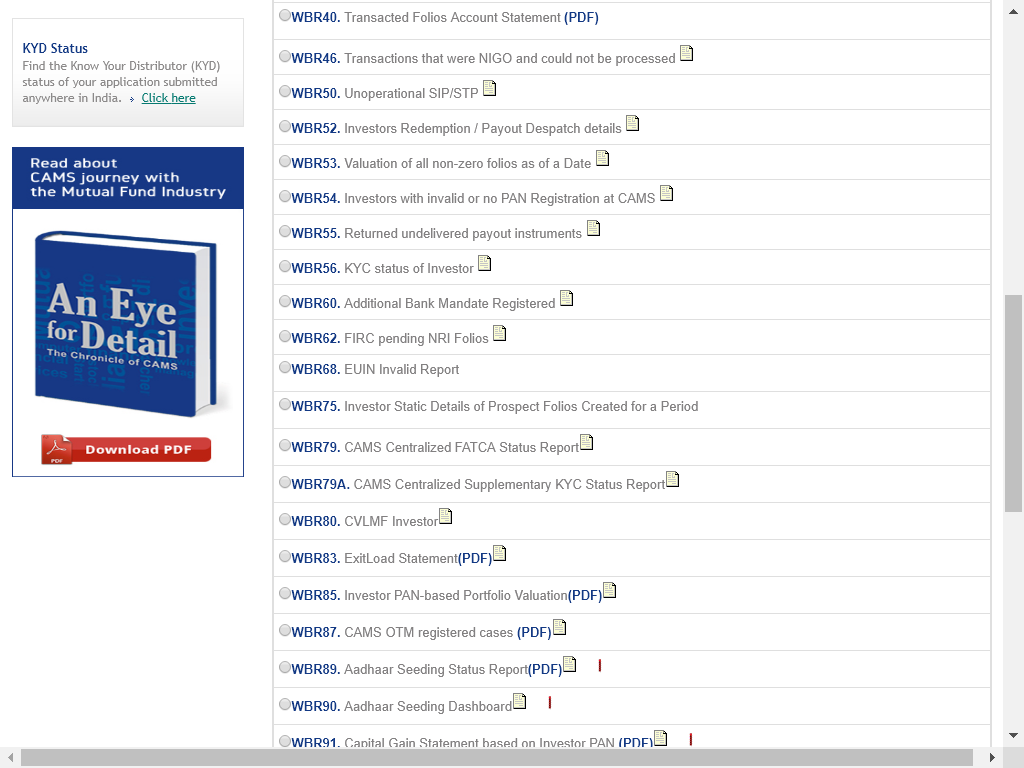 KYD Status
Find the Know Your Distributor (KYD)
status of your application submitted
anywhere in India. Click here
Read about
CAMS journey with
the Mutual Fund Industry
An Eye
for Detail
The Chronicle of CAMS
PDF
Download PDF
WBR40. Transacted Folios Account Statement (PDF)
WBR46. Transactions that were NIGO and could not be processed
WBR50. Unoperational SIP/STP
WBR52. Investors Redemption / Payout Despatch details
WBR53. Valuation of all non-zero folios as of a Date
WBR54. Investors with invalid or no PAN Registration at CAMS
WBR55. Returned undelivered payout instruments
WBR56. KYC status of Investor
WBR60. Additional Bank Mandate Registered
WBR62. FIRC pending NRI Folios
WBR68. EUIN Invalid Report
WBR75. Investor Static Details of Prospect Folios Created for a Period
WBR79. CAMS Centralized FATCA Status Report
WBR79A. CAMS Centralized Supplementary KYC Status Report
WBR80. CVLMF Investor
WBR83. ExitLoad Statement(PDF)
WBR85. Investor PAN-based Portfolio Valuation(PDF)
WBR87. CAMS OTM registered cases (PDF)
WBR89. Aadhaar Seeding Status Report(PDF)
WBR90. Aadhaar Seeding Dashboard
WBR91. Capital Gain Statement based on Investor PAN (PDF)